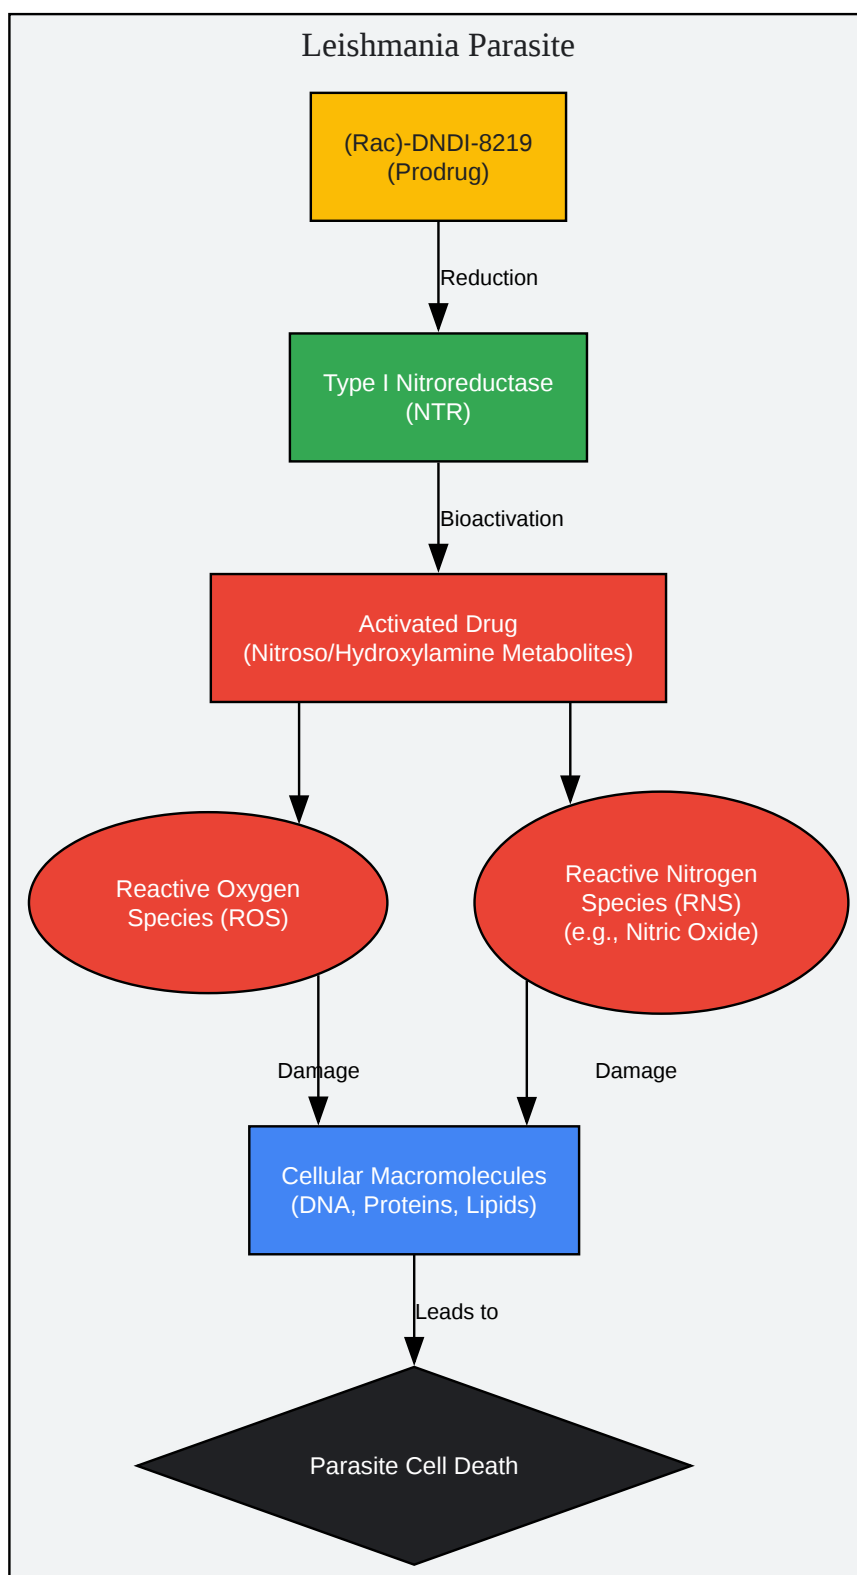 Leishmania Parasite
(Rac)-DNDI-8219
(Prodrug)
Reduction
Type I Nitroreductase
(NTR)
Bioactivation
Activated Drug
(Nitroso/Hydroxylamine Metabolites)
Reactive Oxygen
Species (ROS)
Reactive Nitrogen
Species (RNS)
(e.g., Nitric Oxide)
Damage
Damage
Cellular Macromolecules
(DNA, Proteins, Lipids)
Leads to
Parasite Cell Death